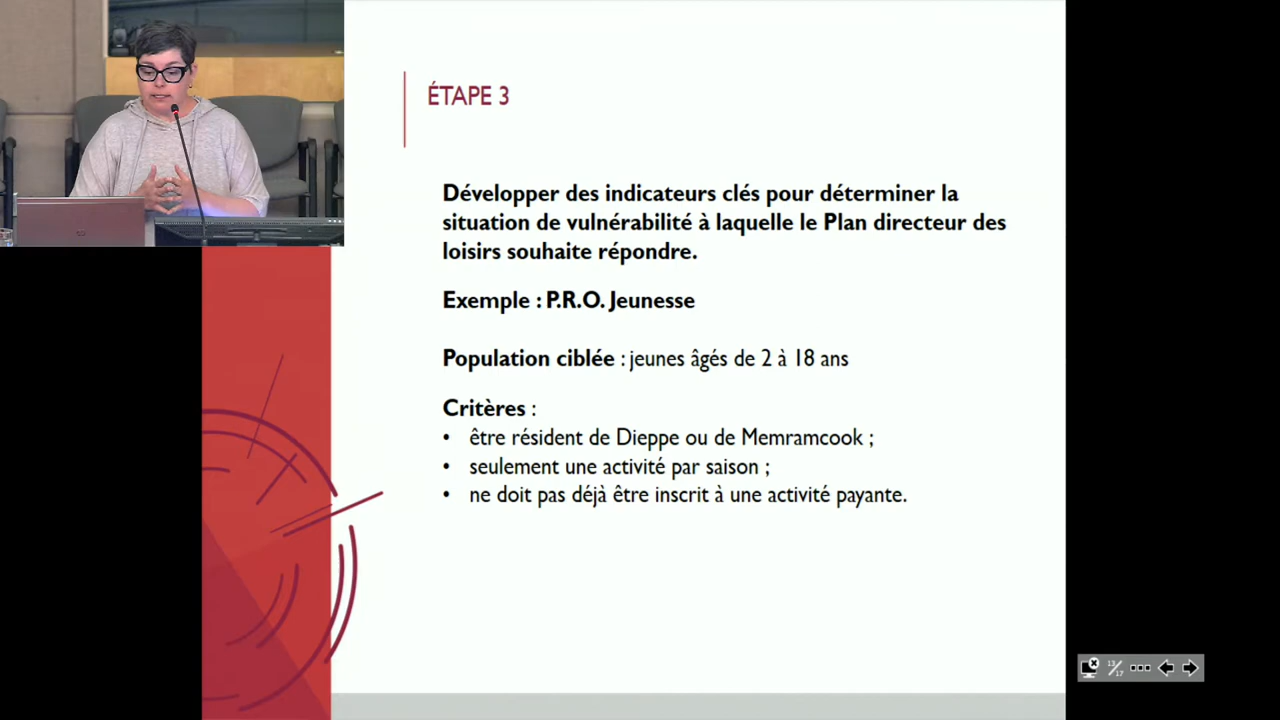 ÉTAPE 3
Développer des indicateurs clés pour déterminer la
situation de vulnérabilité à laquelle le Plan directeur des
loisirs souhaite répondre.
Exemple : P.R.O. Jeunesse
Population ciblée : jeunes âgés de 2 à 18 ans
Critères :
• être résident de Dieppe ou de Memramcook ;
• seulement une activité par saison ;
• ne doit pas déjà être inscrit à une activité payante.
13/17